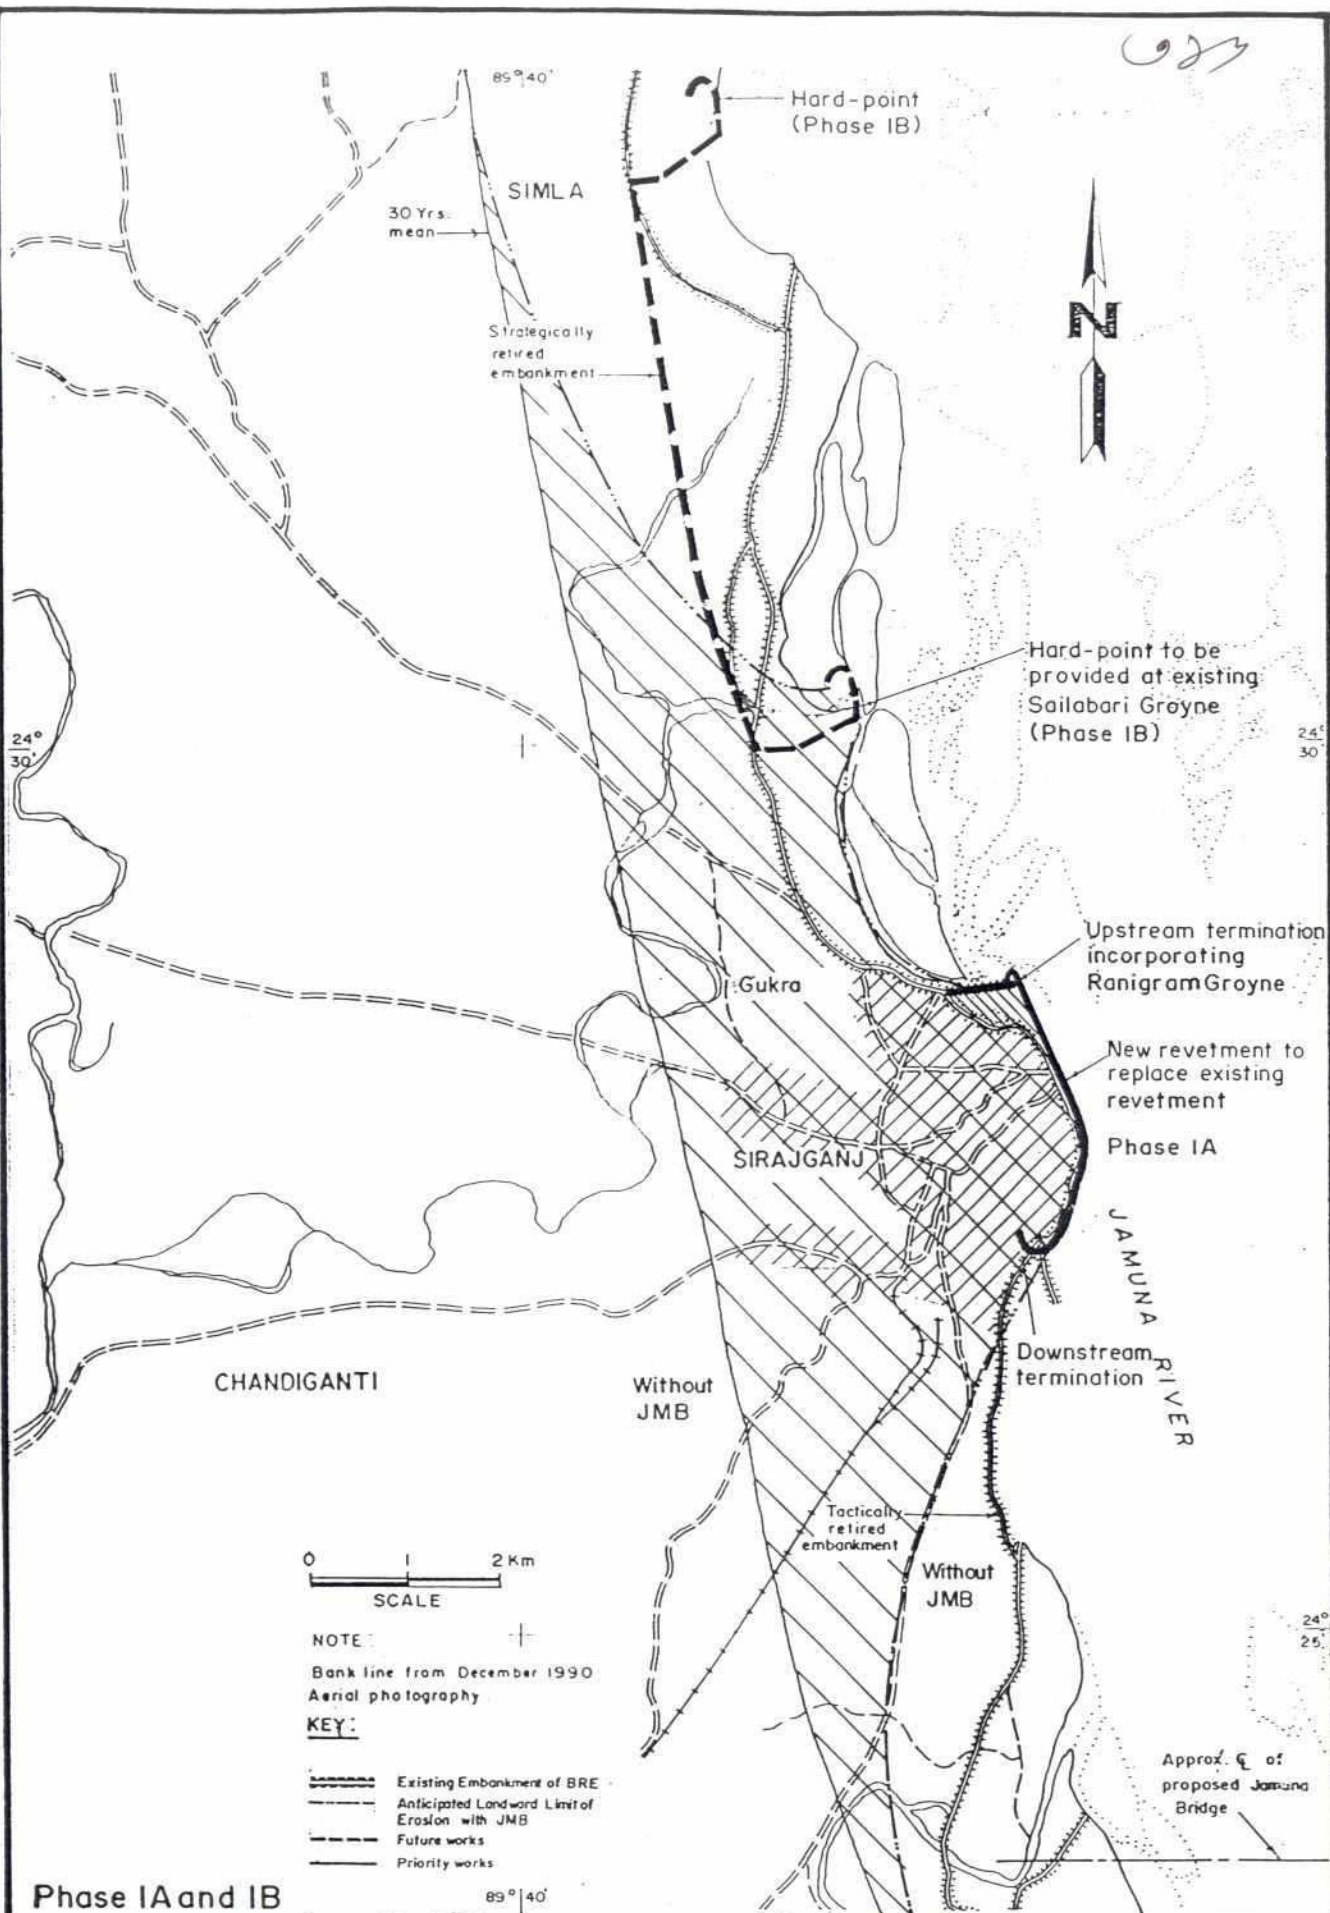 89°40'
Hard-point
(Phase IB)
SIMLA
30 Yrs.
mean
N
Strategically
retired
embankment
Hard-point to be
provided at existing
Sailabari Groyne
(Phase IB)
24°
30'
24°
30'
Upstream termination
incorporating
Ranigram Groyne
Gukra
New revetment to
replace existing
revetment
Phase IA
SIRAJGANJ
JAMUNA RIVER
Downstream
termination
CHANDIGANTI
Without
JMB
Tactically
retired
embankment
Without
JMB
0 1 2 Km
SCALE
NOTE:
Bank line from December 1990
Aerial photography
KEY:
Existing Embankment of BRE
Anticipated Landward Limit of
Erosion with JMB
Future works
Priority works
24°
25'
Approx. ℄ of
proposed Jamuna
Bridge
Phase IA and IB
89°40'